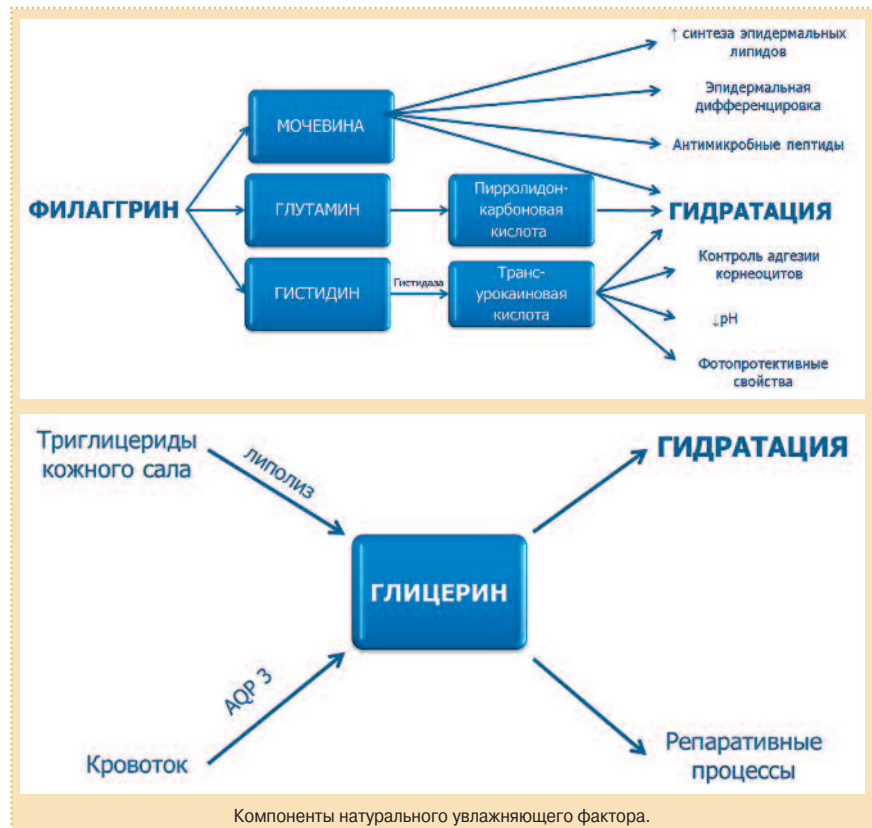 ↑ синтеза эпидермальных
липидов
Эпидермальная
дифференцировка
МОЧЕВИНА
Антимикробные пептиды
ФИЛАГГРИН
ГЛУТАМИН
Пирролидон-
карбоновая
кислота
ГИДРАТАЦИЯ
ГИСТИДИН
Гистидаза
Транс-
урокаиновая
кислота
Контроль адгезии
корнеоцитов
↓pH
Фотопротективные
свойства
Триглицериды
кожного сала
липолиз
ГИДРАТАЦИЯ
ГЛИЦЕРИН
AQP 3
Кровоток
Репаративные
процессы
Компоненты натурального увлажняющего фактора.